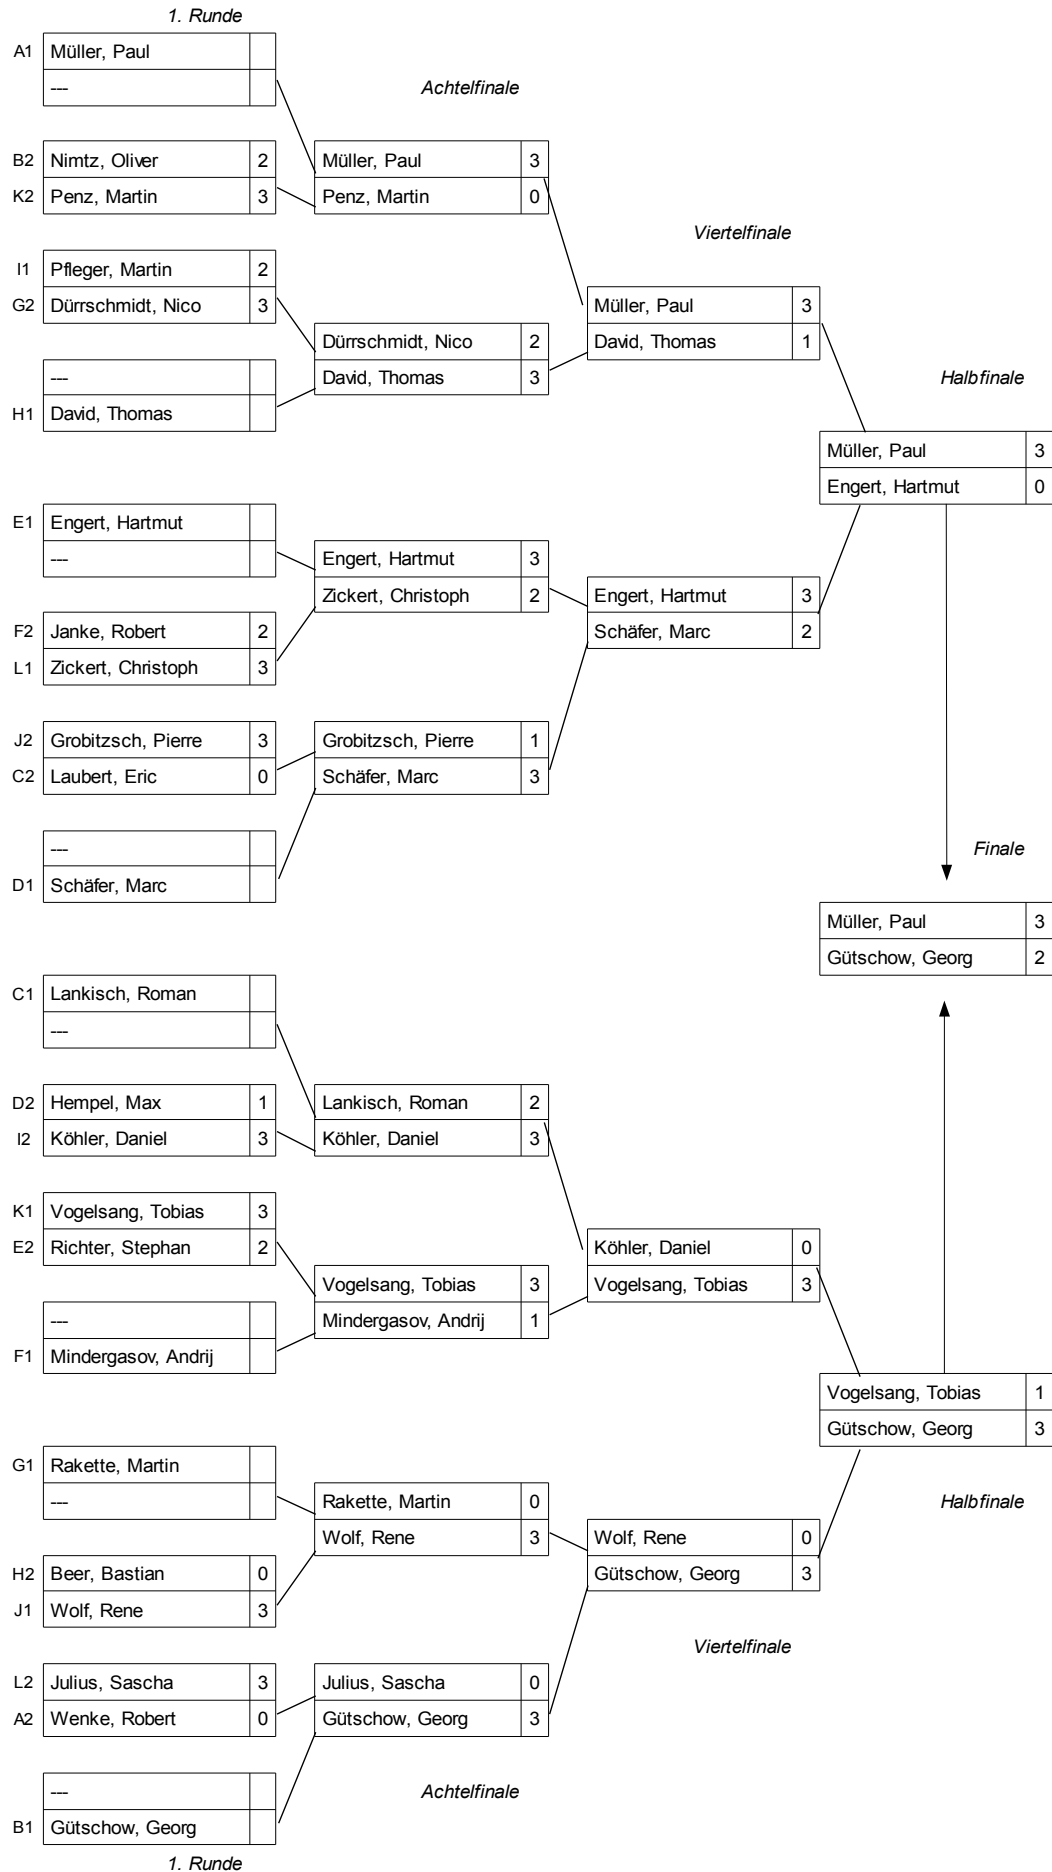 1. Runde
A1 Müller, Paul
---
Achtelfinale
B2 Nimtz, Oliver 2 Müller, Paul 3
K2 Penz, Martin 3 Penz, Martin 0
Viertelfinale
I1 Pfleger, Martin 2
G2 Dürrschmidt, Nico 3 Müller, Paul 3
Dürrschmidt, Nico 2 David, Thomas 1
--- David, Thomas 3 Halbfinale
H1 David, Thomas
Müller, Paul 3
Engert, Hartmut 0
E1 Engert, Hartmut
--- Engert, Hartmut 3
Zickert, Christoph 2 Engert, Hartmut 3
F2 Janke, Robert 2 Schäfer, Marc 2
L1 Zickert, Christoph 3
J2 Grobitzsch, Pierre 3 Grobitzsch, Pierre 1
C2 Laubert, Eric 0 Schäfer, Marc 3
--- Finale
D1 Schäfer, Marc
Müller, Paul 3
Gütschow, Georg 2
C1 Lankisch, Roman
---
D2 Hempel, Max 1 Lankisch, Roman 2
I2 Köhler, Daniel 3 Köhler, Daniel 3
K1 Vogelsang, Tobias 3
E2 Richter, Stephan 2 Köhler, Daniel 0
Vogelsang, Tobias 3 Vogelsang, Tobias 3
--- Mindergasov, Andrij 1
F1 Mindergasov, Andrij
Vogelsang, Tobias 1
Gütschow, Georg 3
G1 Rakette, Martin
--- Rakette, Martin 0 Halbfinale
Wolf, Rene 3 Wolf, Rene 0
H2 Beer, Bastian 0 Gütschow, Georg 3
J1 Wolf, Rene 3
Viertelfinale
L2 Julius, Sascha 3 Julius, Sascha 0
A2 Wenke, Robert 0 Gütschow, Georg 3
--- Achtelfinale
B1 Gütschow, Georg
1. Runde